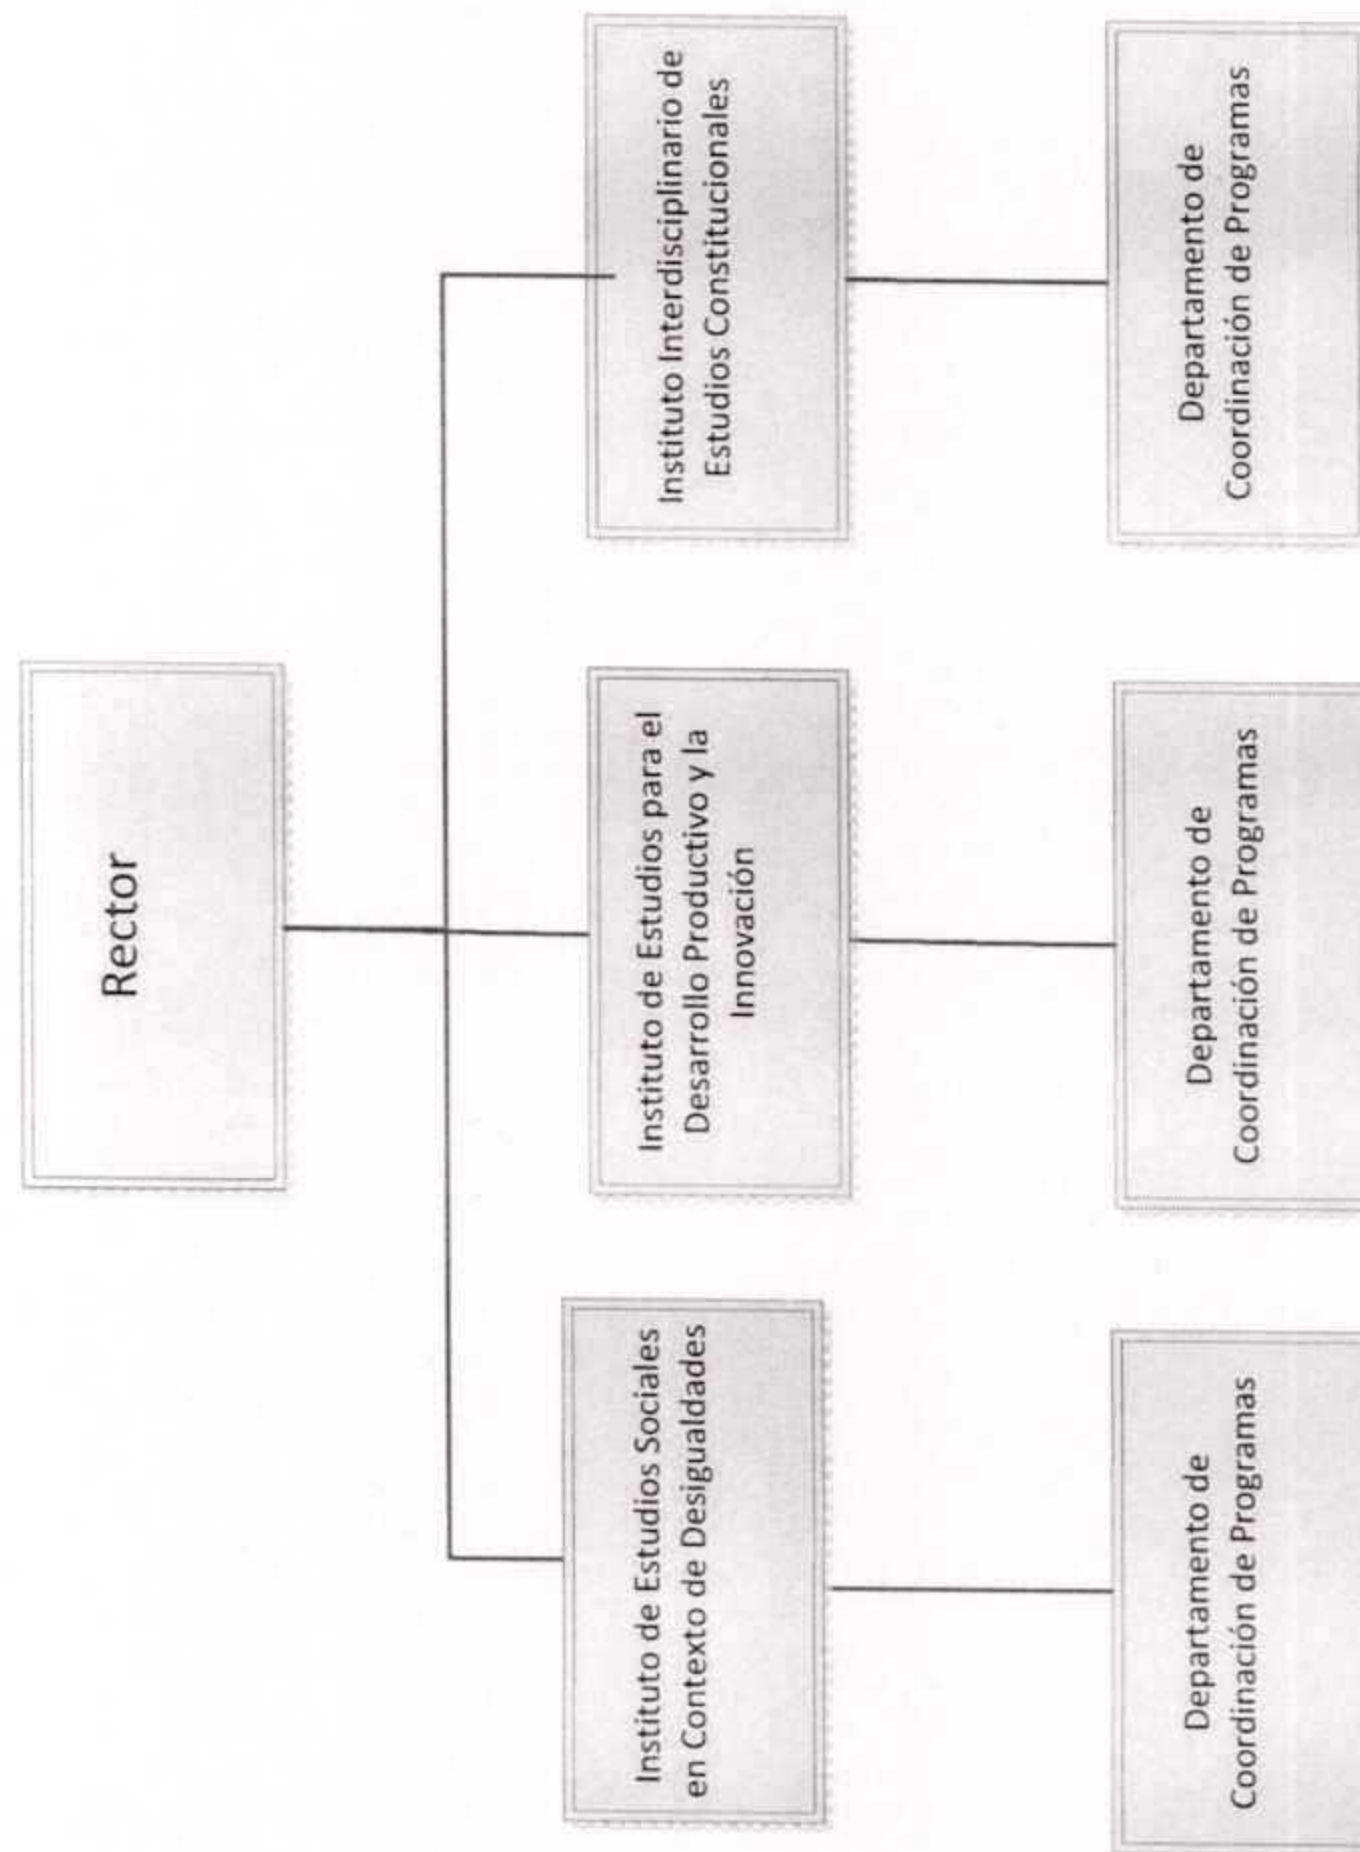 Rector
Instituto de Estudios Sociales
en Contexto de Desigualdades
Instituto de Estudios para el
Desarrollo Productivo y la
Innovación
Instituto Interdisciplinario de
Estudios Constitucionales
Departamento de
Coordinación de Programas
Departamento de
Coordinación de Programas
Departamento de
Coordinación de Programas